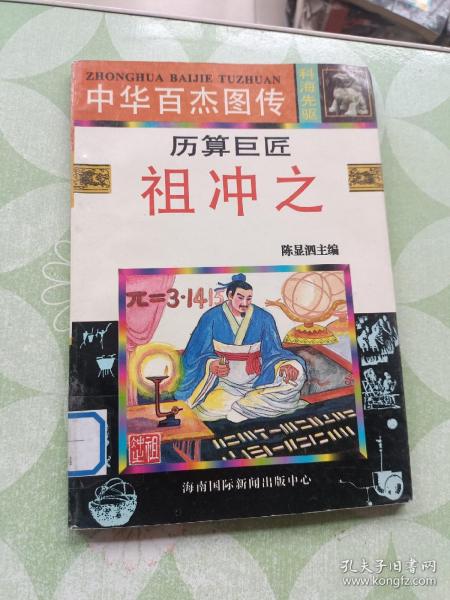 ZHONGHUA BAIJIE TUZHUAN
中华百杰图传
科海先驱
历算巨匠
祖冲之
陈显泗主编
π=3·1415
海南国际新闻出版中心
孔夫子旧书网
www.kongfz.com